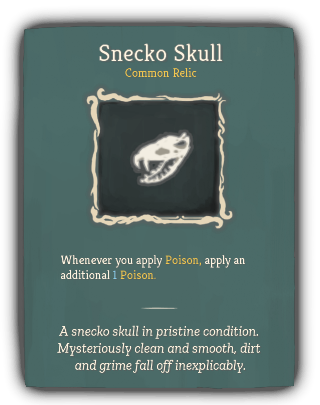 Snecko Skull
Common Relic
Whenever you apply Poison, apply an
additional 1 Poison.
A snecko skull in pristine condition.
Mysteriously clean and smooth, dirt
and grime fall off inexplicably.